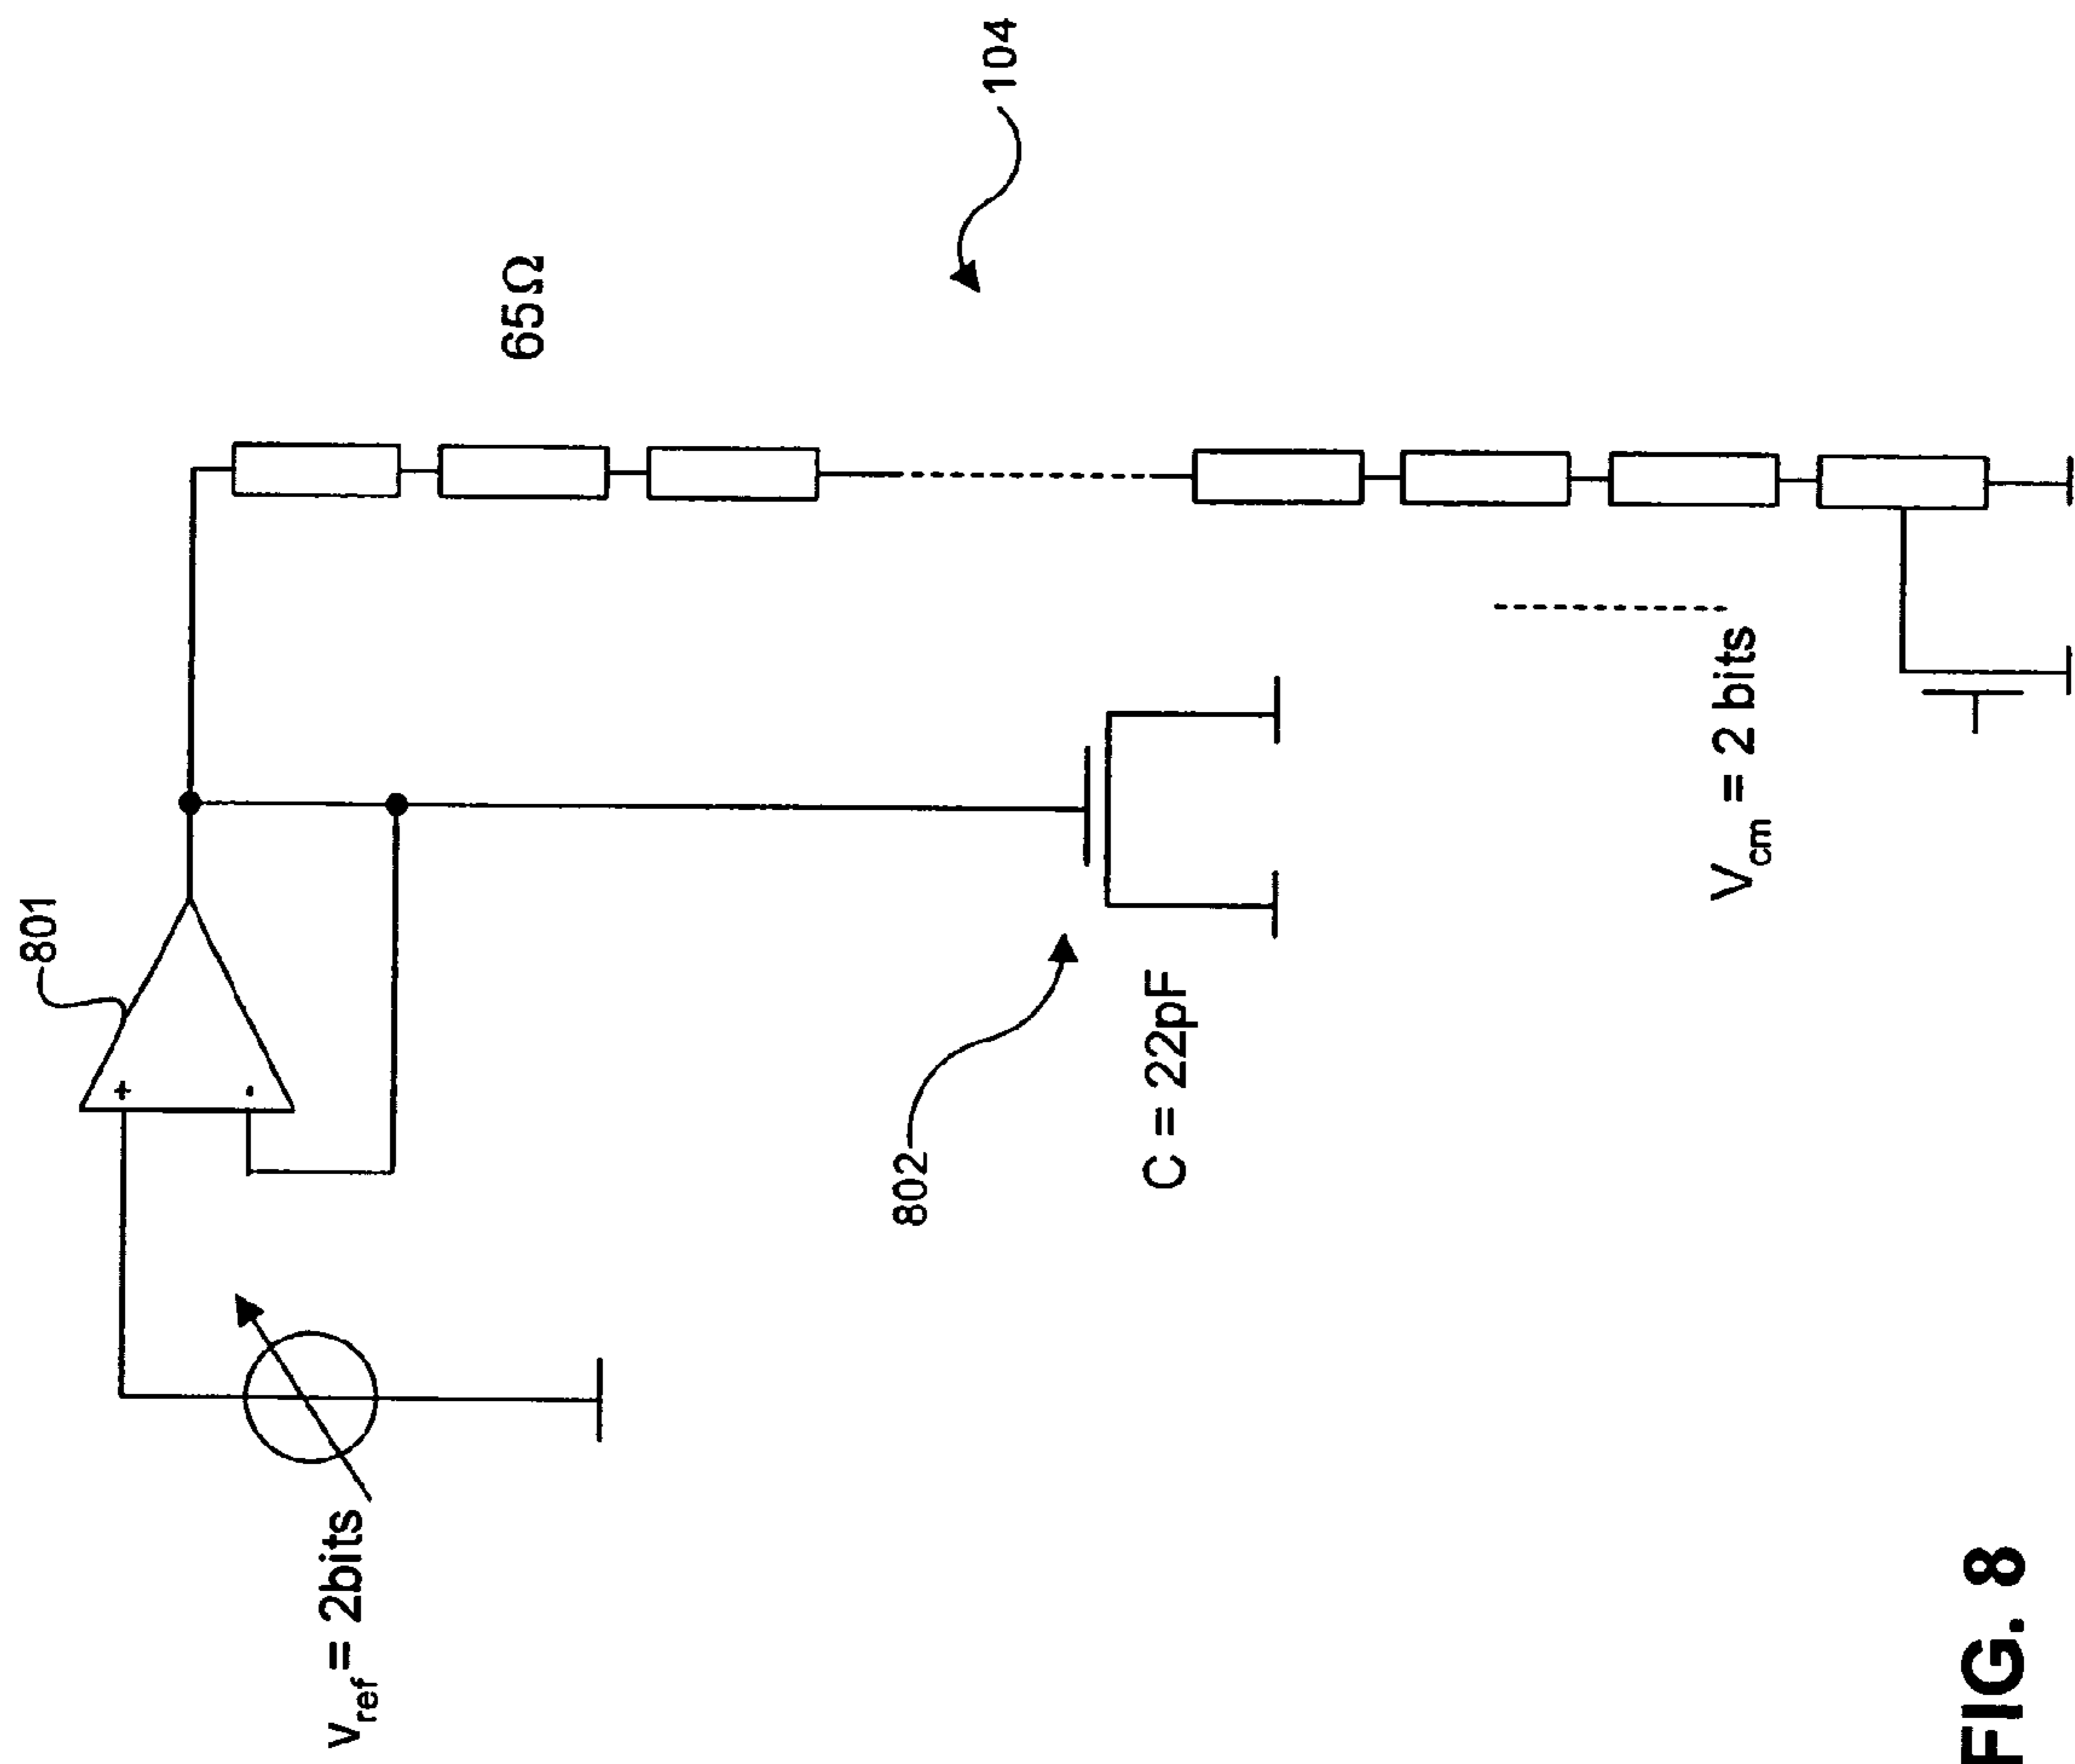 104
65Ω
801
+
-
802
C = 22pF
V_cm = 2 bits
V_ref = 2bits
FIG. 8